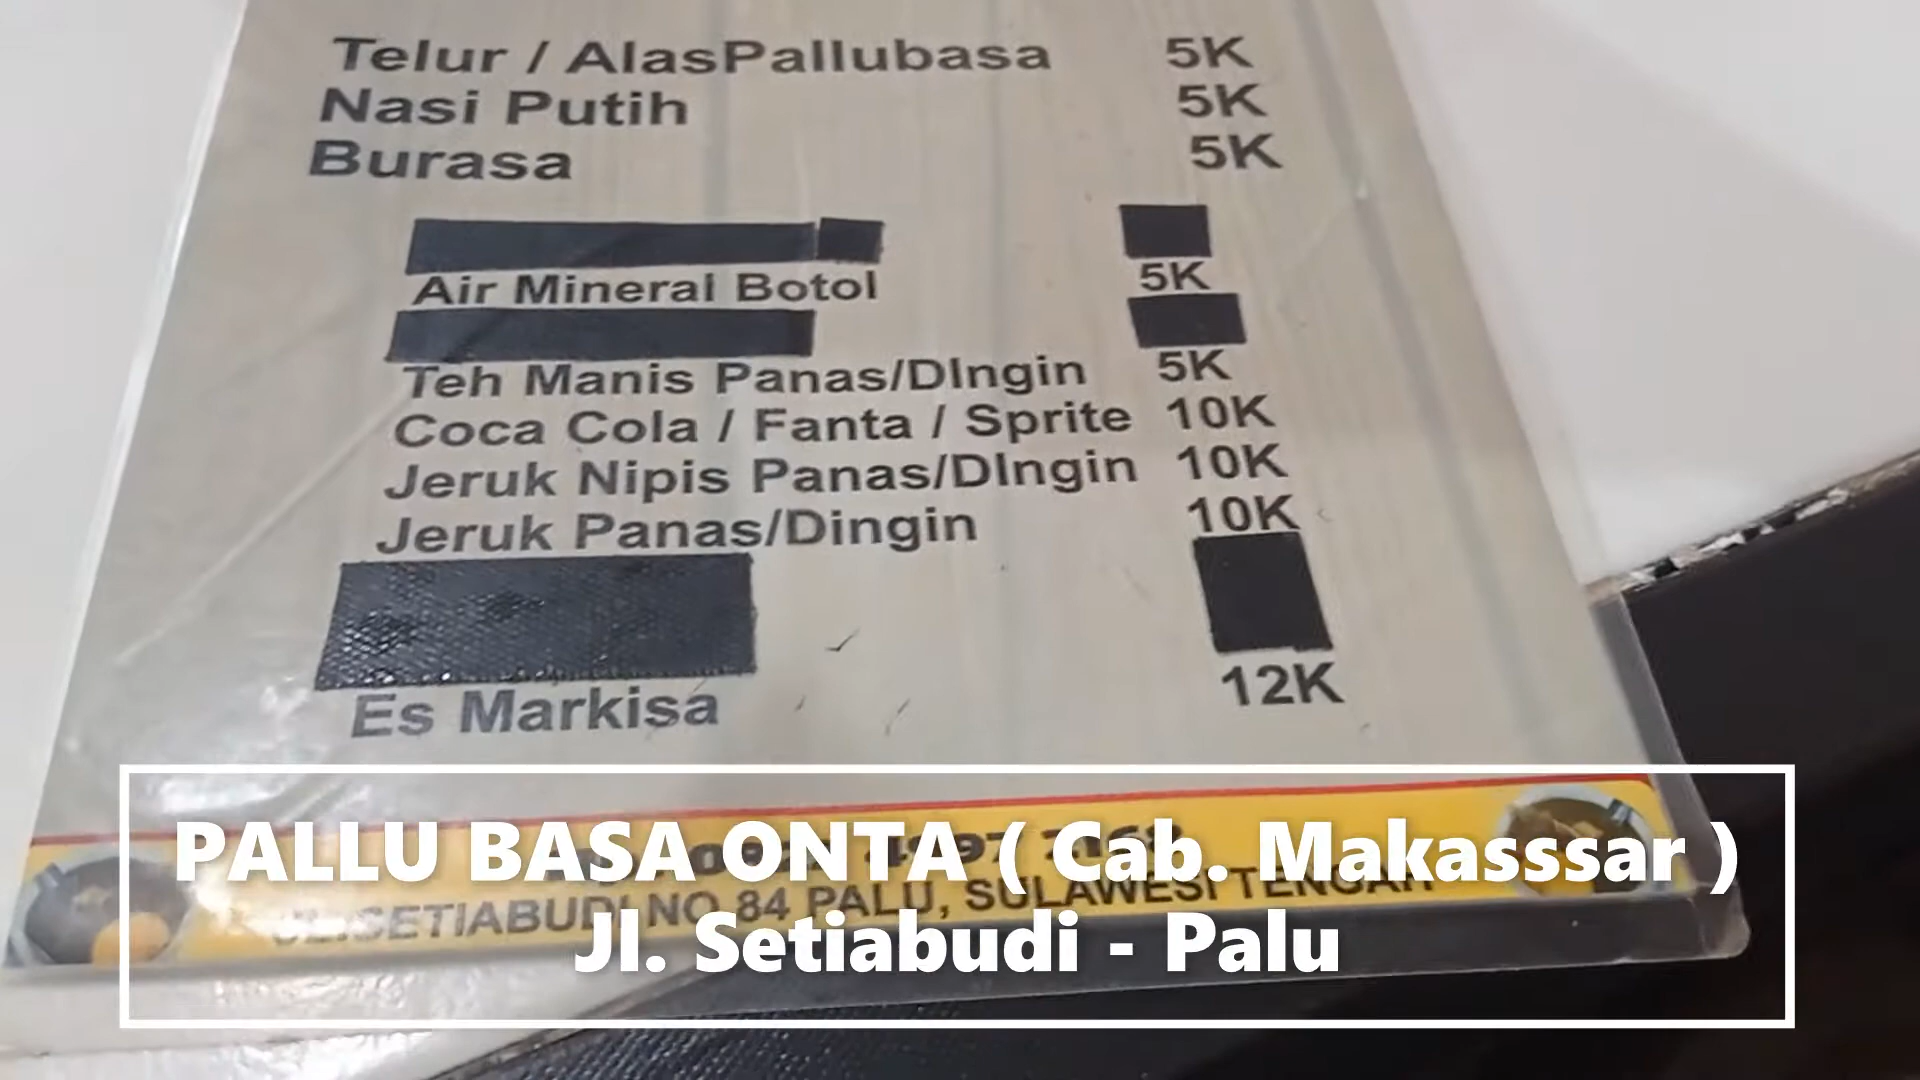 Telur / AlasPallubasa 5K
Nasi Putih 5K
Burasa 5K
Air Mineral Botol 5K
Teh Manis Panas/DIngin 5K
Coca Cola / Fanta / Sprite 10K
Jeruk Nipis Panas/DIngin 10K
Jeruk Panas/Dingin 10K
Es Markisa 12K
PALLU BASA ONTA ( Cab. Makasssar )
SETIABUDI NO 84 PALU, SULAWESI TENGAH
Jl. Setiabudi - Palu